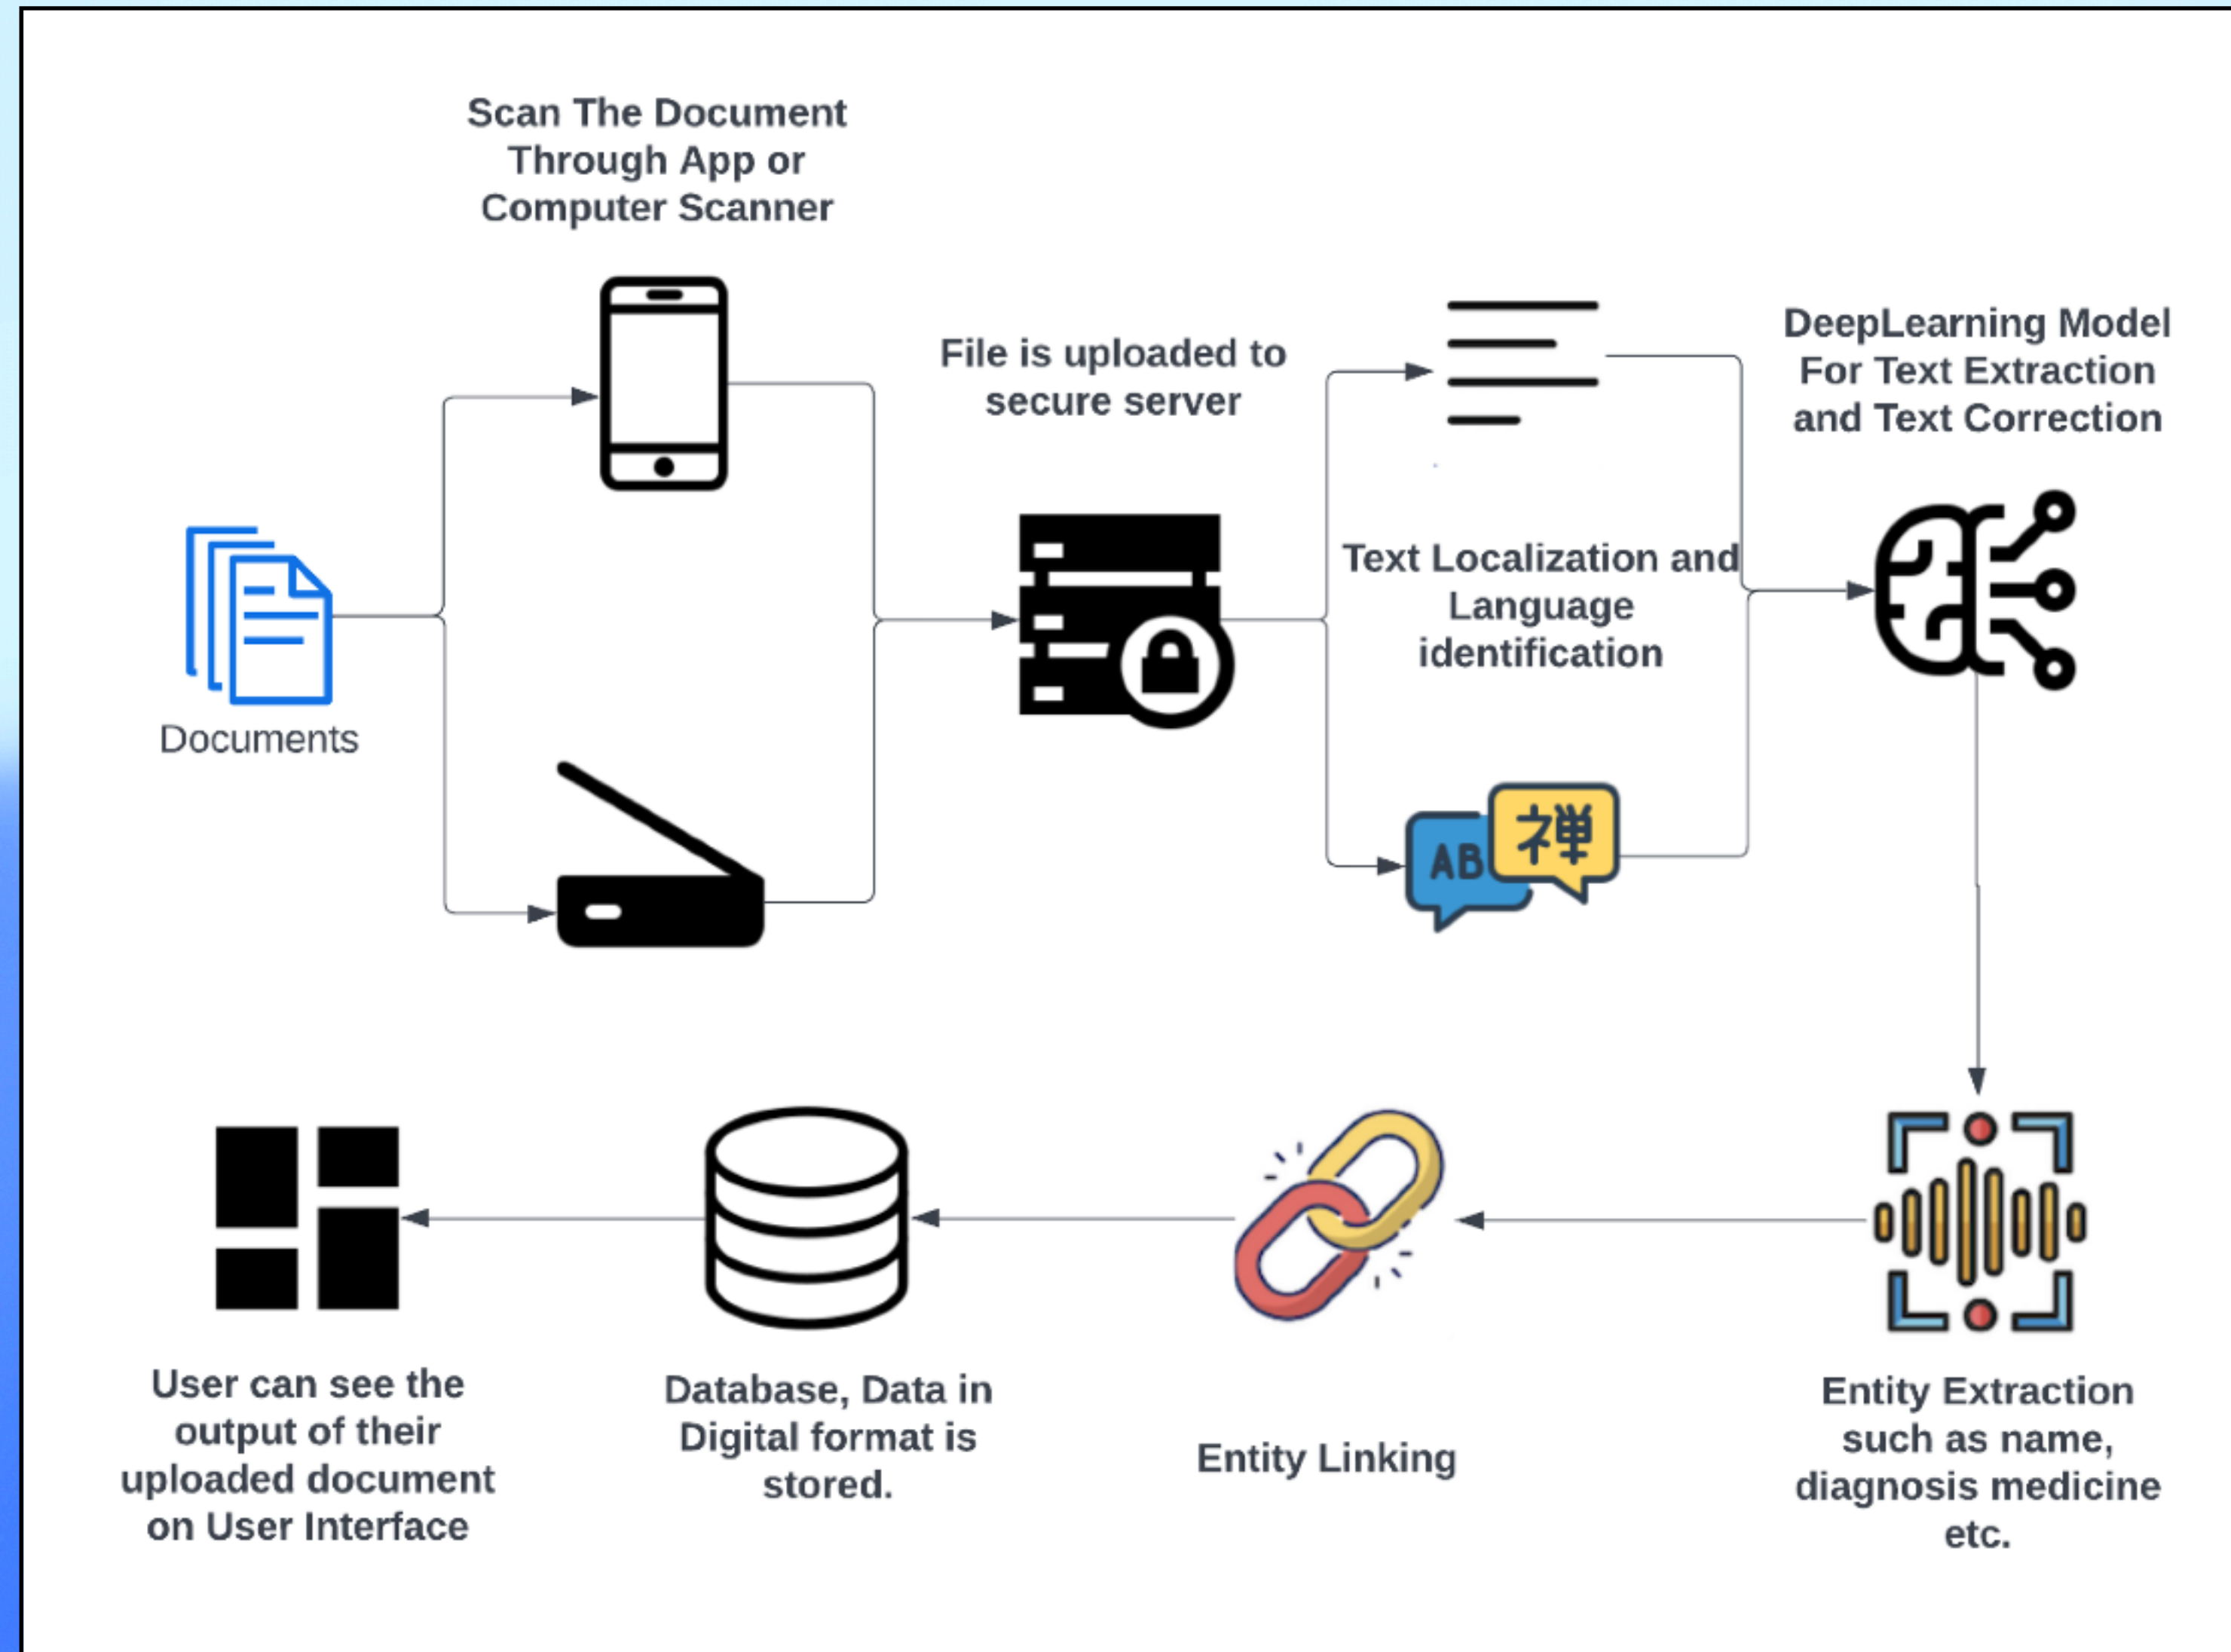 Scan The Document
Through App or
Computer Scanner
File is uploaded to
secure server
DeepLearning Model
For Text Extraction
and Text Correction
Text Localization and
Language
identification
Documents
AB
禅
User can see the
output of their
uploaded document
on User Interface
Database, Data in
Digital format is
stored.
Entity Linking
Entity Extraction
such as name,
diagnosis medicine
etc.